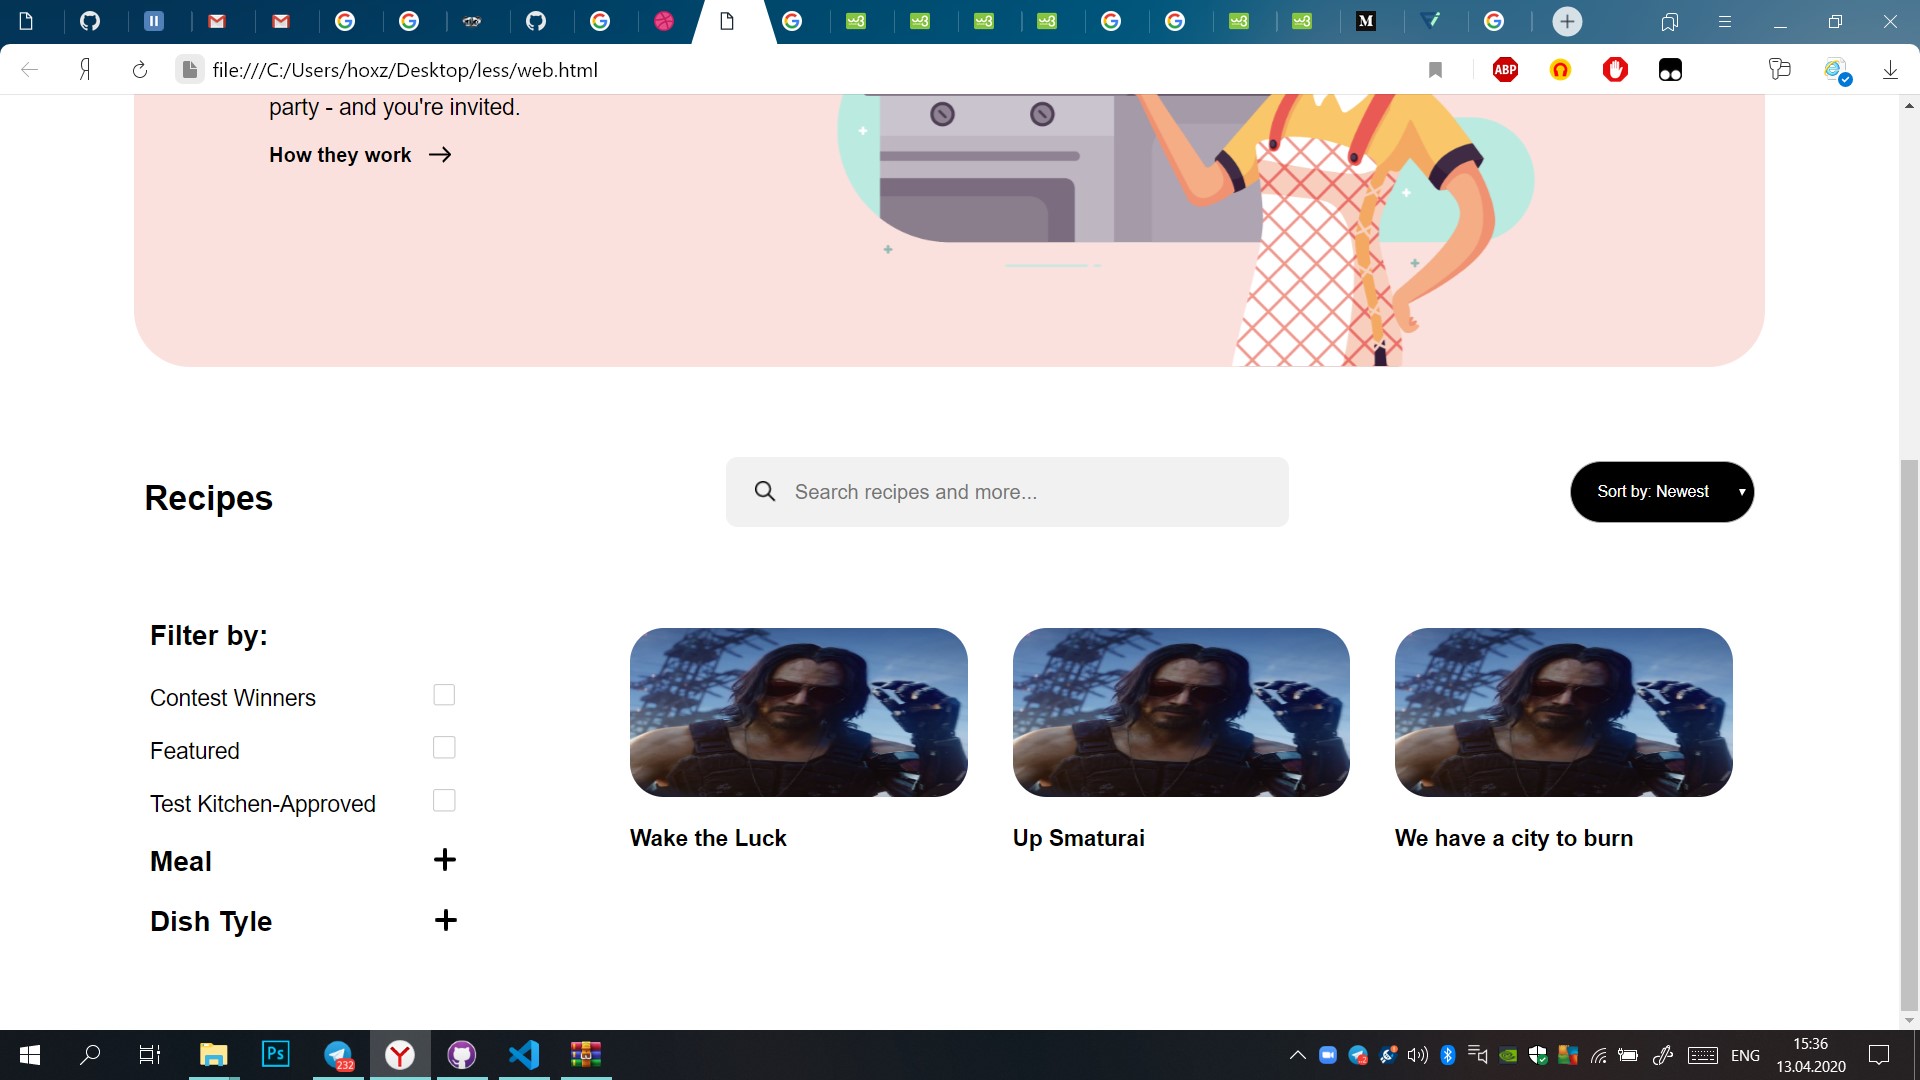 file:///C:/Users/hoxz/Desktop/less/web.html
ABP
party - and you're invited.
How they work
Recipes
Search recipes and more...
Sort by: Newest
Filter by:
Contest Winners
Featured
Test Kitchen-Approved
Meal
Dish Tyle
Wake the Luck
Up Smaturai
We have a city to burn
Ps
232
ENG
15:36
13.04.2020